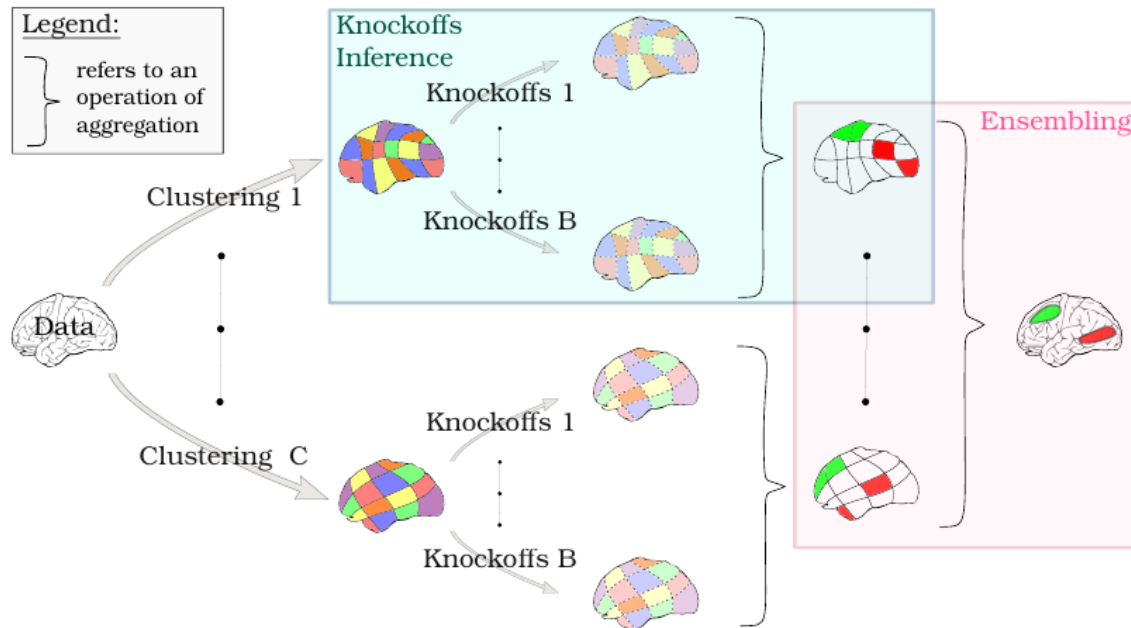 Legend:
refers to an
operation of
aggregation
Knockoffs
Inference
Knockoffs 1
Ensembling
Clustering 1
Knockoffs B
Data
Knockoffs 1
Clustering C
Knockoffs B